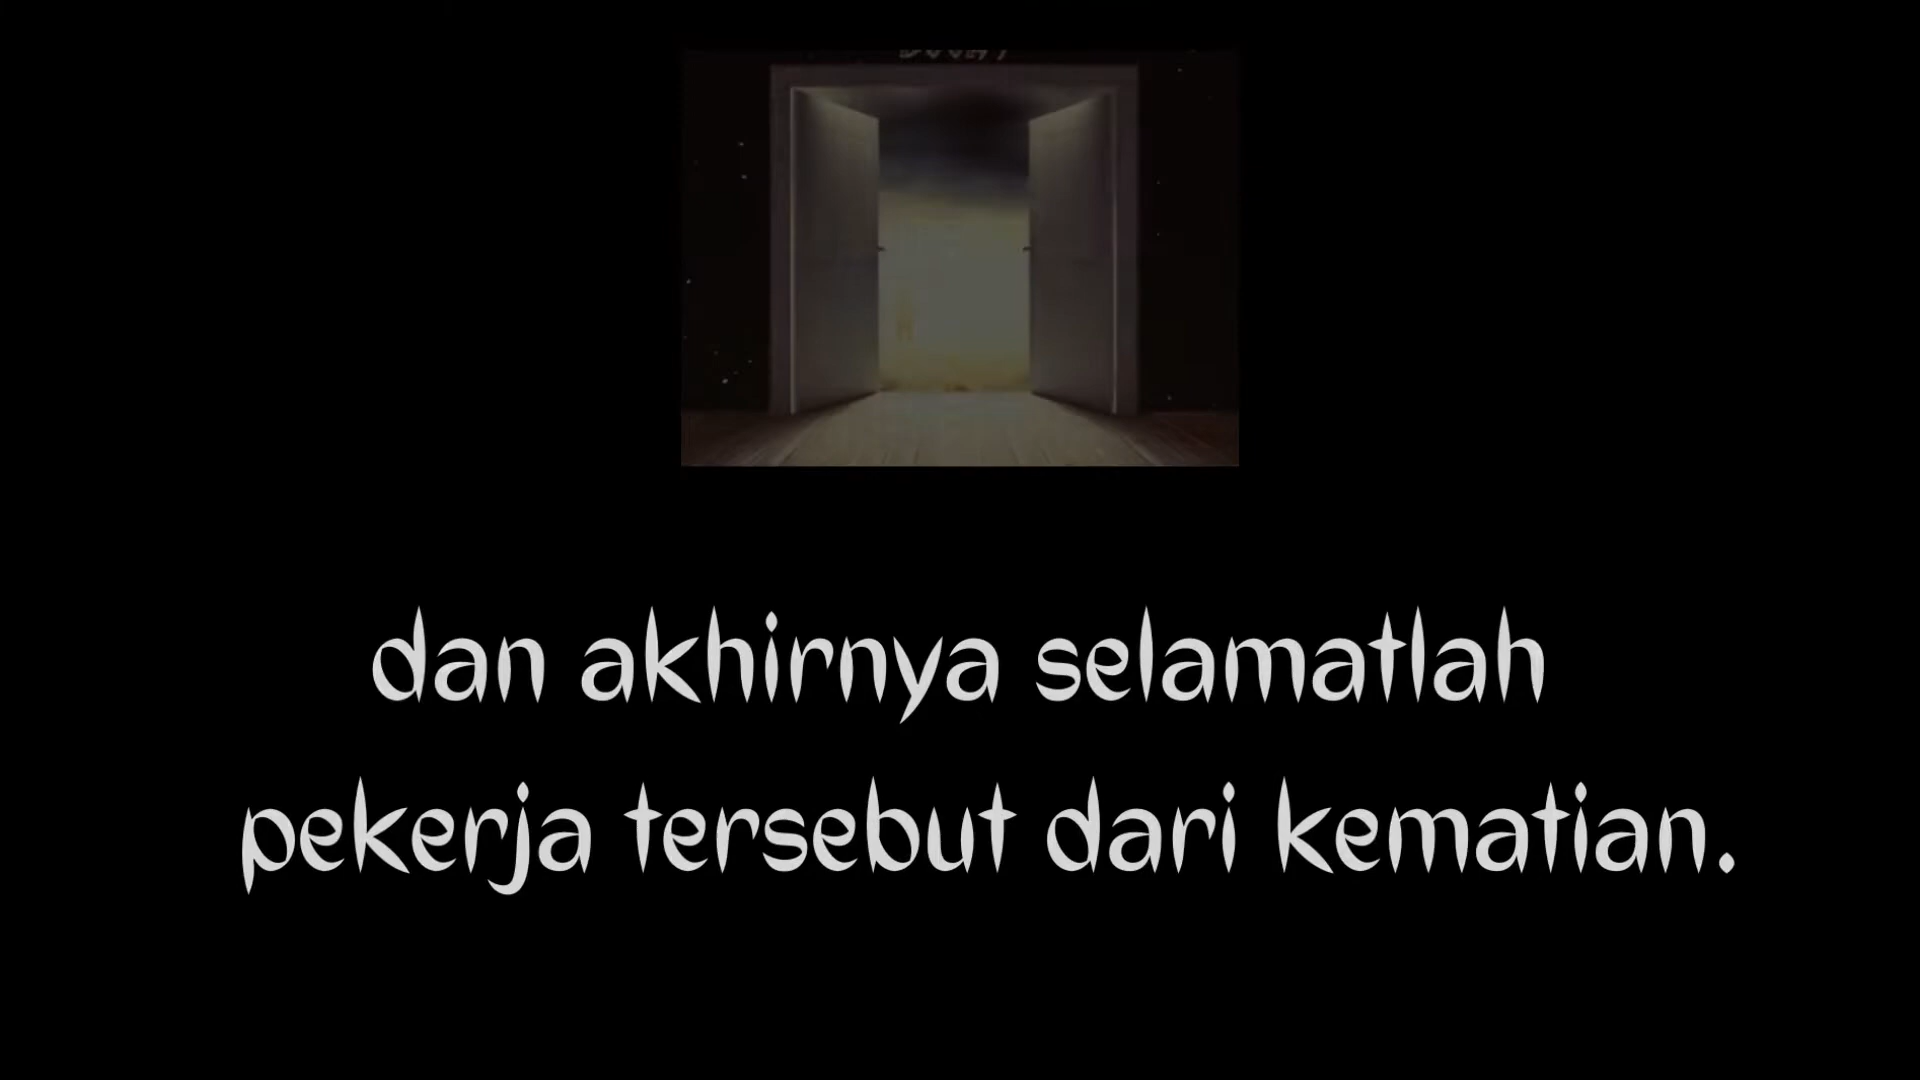 dan akhirnya selamatlah
pekerja tersebut dari kematian.